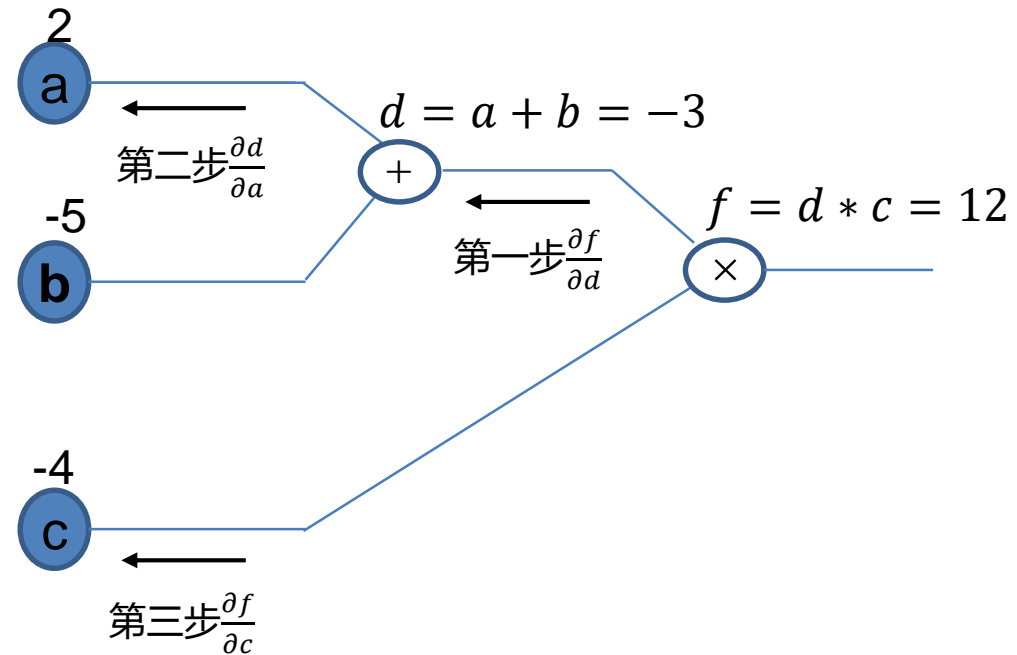 2
a
d = a + b = −3
第二步 ∂d/∂a
+
-5
f = d ∗ c = 12
b
第一步 ∂f/∂d
×
-4
c
第三步 ∂f/∂c